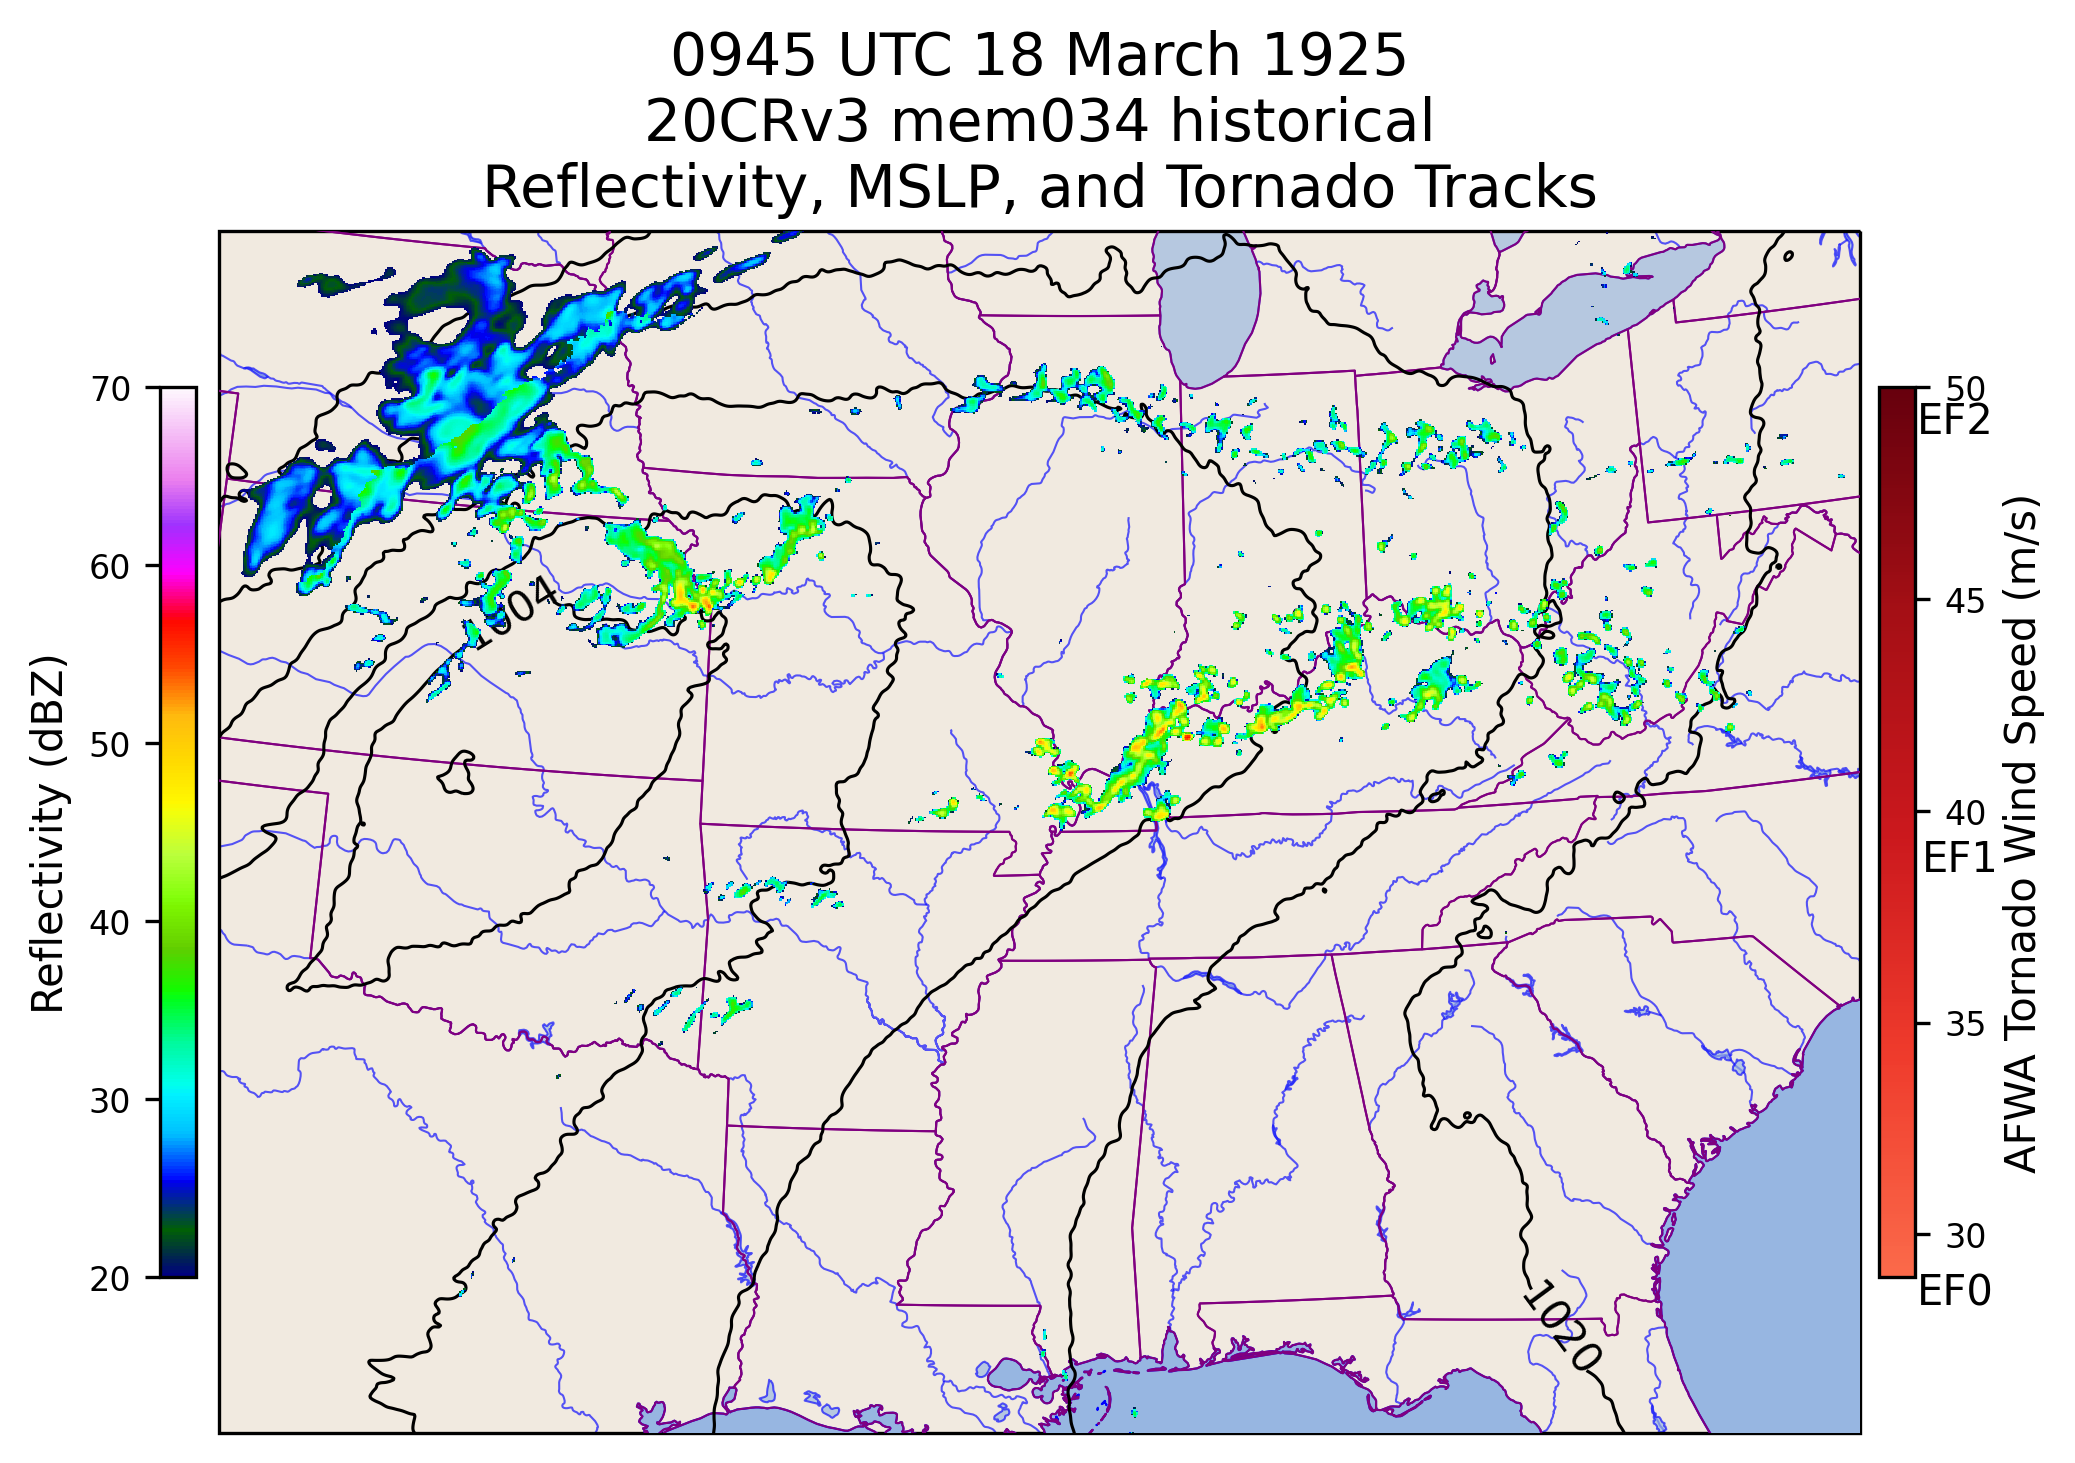 0945 UTC 18 March 1925
20CRv3 mem034 historical
Reflectivity, MSLP, and Tornado Tracks
Reflectivity (dBZ)
70
60
50
40
30
20
1004
1020
50
EF2
45
40
EF1
35
30
EF0
AFWA Tornado Wind Speed (m/s)